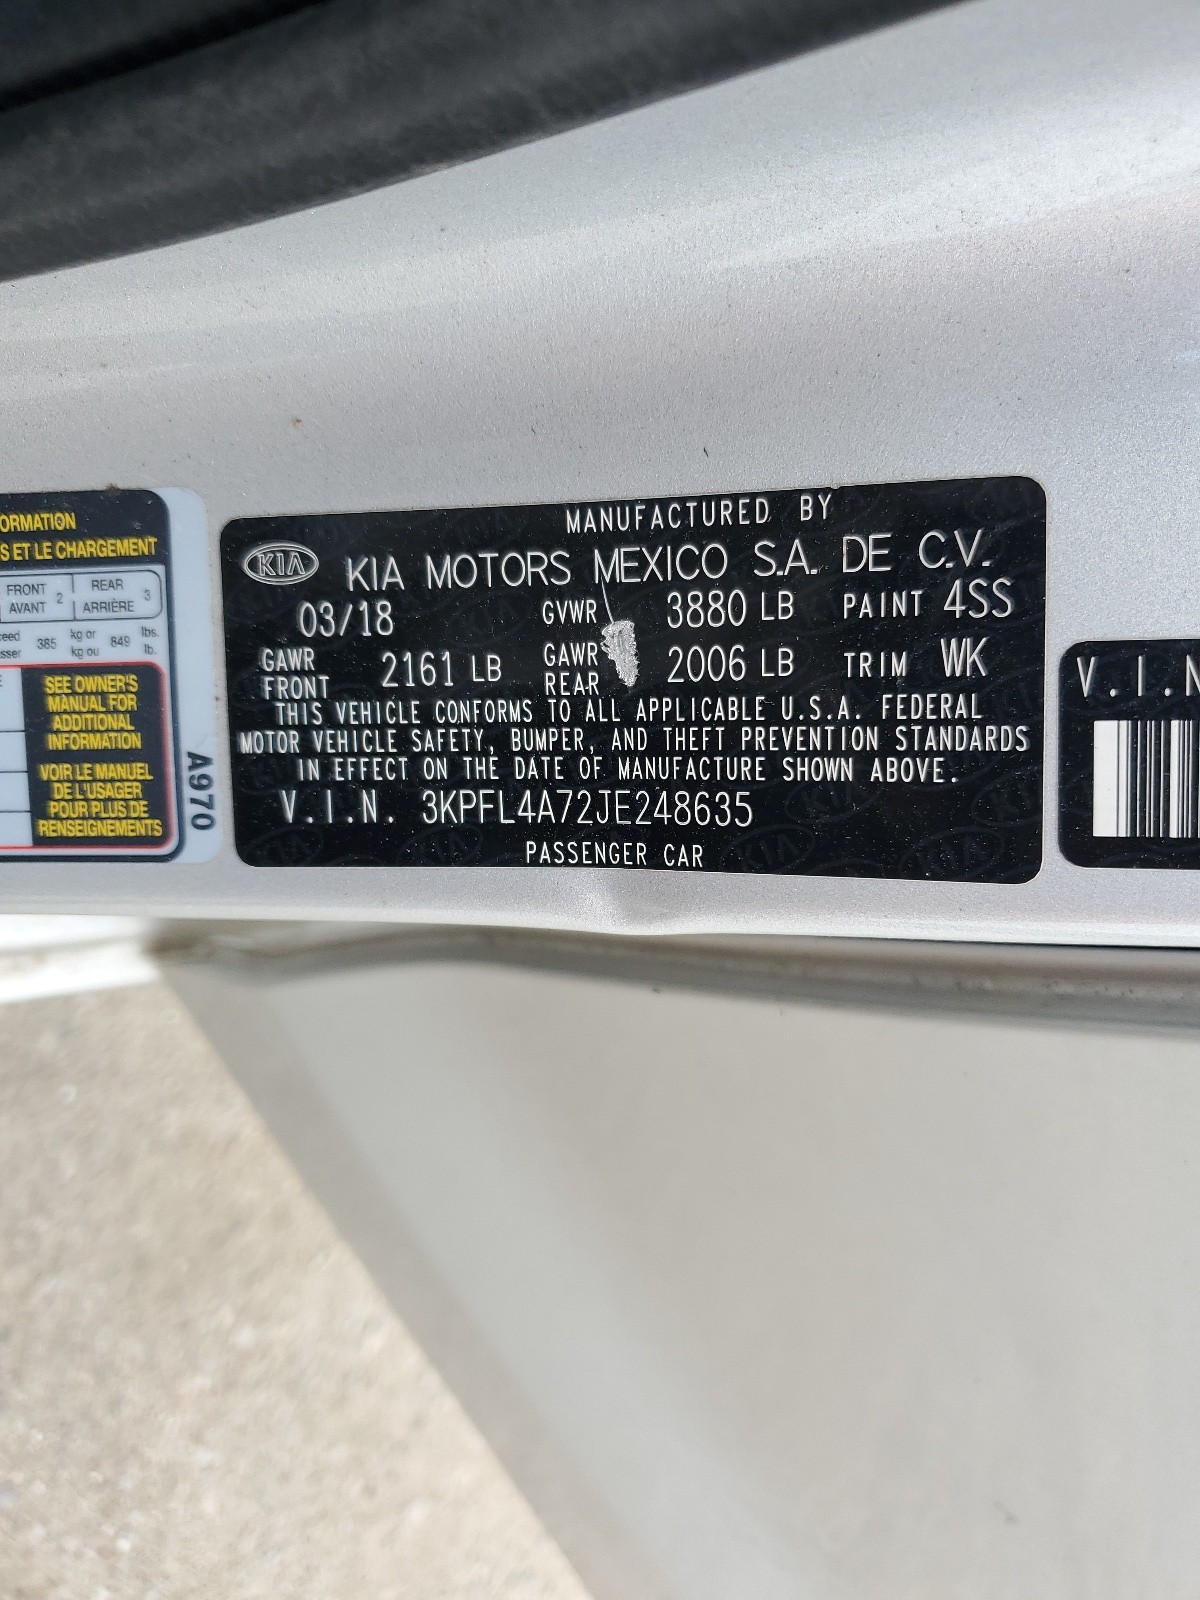 ORMATION
S ET LE CHARGEMENT
FRONT 2 REAR 3
AVANT ARRIÈRE
385 kg or 849 lbs.
kg ou lb.
SEE OWNER'S
MANUAL FOR
ADDITIONAL
INFORMATION
VOIR LE MANUEL
DE L'USAGER
POUR PLUS DE
RENSEIGNEMENTS
A970
MANUFACTURED BY
KIA KIA MOTORS MEXICO S.A. DE C.V.
03/18 GVWR 3880 LB PAINT 4SS
GAWR FRONT 2161 LB GAWR REAR 2006 LB TRIM WK
THIS VEHICLE CONFORMS TO ALL APPLICABLE U.S.A. FEDERAL
MOTOR VEHICLE SAFETY, BUMPER, AND THEFT PREVENTION STANDARDS
IN EFFECT ON THE DATE OF MANUFACTURE SHOWN ABOVE.
V.I.N. 3KPFL4A72JE248635
PASSENGER CAR
V.I.N